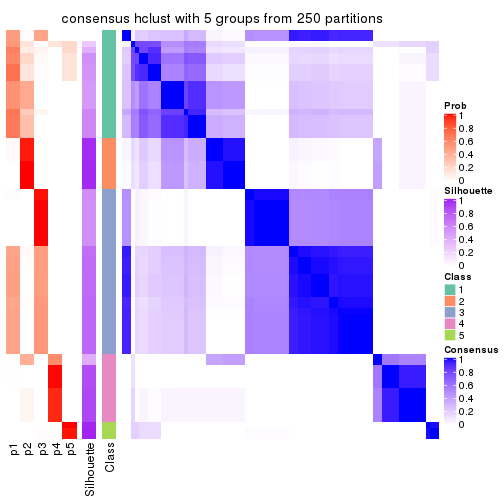 consensus hclust with 5 groups from 250 partitions
Prob
1
0.8
0.6
0.4
0.2
0
Silhouette
1
0.8
0.6
0.4
0.2
0
Class
1
2
3
4
5
Consensus
1
0.8
0.6
0.4
0.2
0
p1
p2
p3
p4
p5
Silhouette
Class